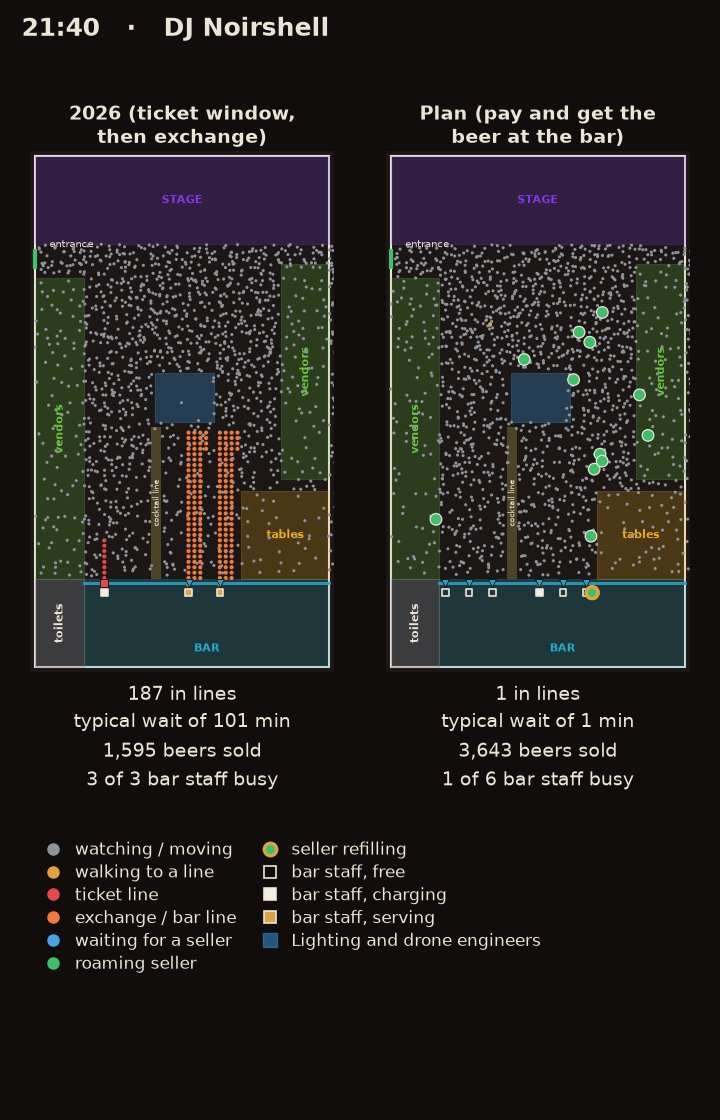 21:40 · DJ Noirshell
2026 (ticket window,
then exchange)
STAGE
entrance
vendors
vendors
cocktail line
tables
toilets
BAR
187 in lines
typical wait of 101 min
1,595 beers sold
3 of 3 bar staff busy
Plan (pay and get the
beer at the bar)
STAGE
entrance
vendors
vendors
cocktail line
tables
toilets
BAR
1 in lines
typical wait of 1 min
3,643 beers sold
1 of 6 bar staff busy
watching / moving
walking to a line
ticket line
exchange / bar line
waiting for a seller
roaming seller
seller refilling
bar staff, free
bar staff, charging
bar staff, serving
Lighting and drone engineers